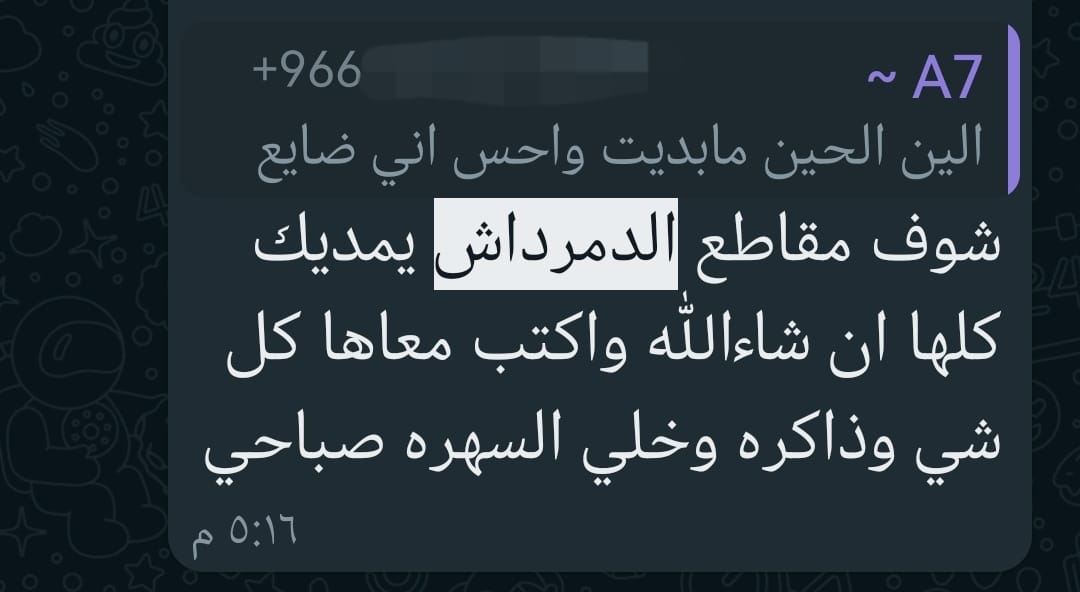 ~ A7 +966
الين الحين مابديت واحس اني ضايع
شوف مقاطع الدمرداش يمديك
كلها ان شاءالله واكتب معاها كل
شي وذاكره وخلي السهره صباحي
٥:١٦ م